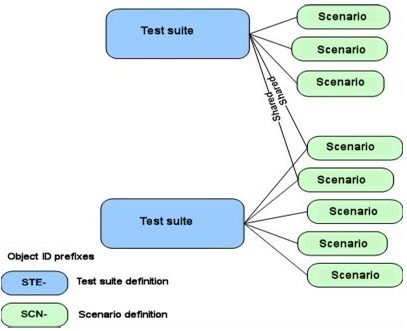 Test suite
Scenario
Scenario
Scenario
Shared
Shared
Scenario
Scenario
Test suite
Scenario
Scenario
Scenario
Object ID prefixes
STE- Test suite definition
SCN- Scenario definition